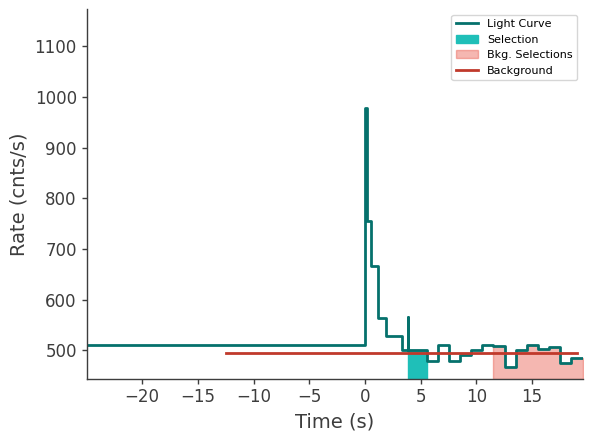 Light Curve
Selection
Bkg. Selections
Background
1100
1000
900
800
700
600
500
Rate (cnts/s)
−20 −15 −10 −5 0 5 10 15
Time (s)